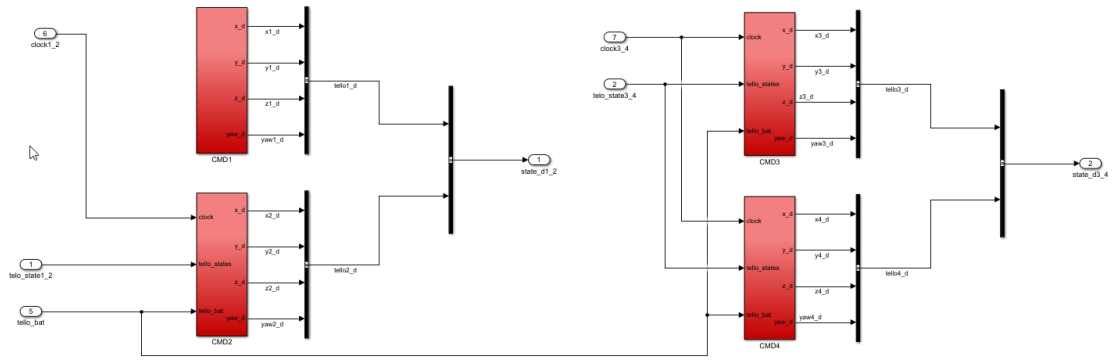 6
clock1_2
x_d
x1_d
y_d
y1_d
z_d
z1_d
yaw_d
yaw1_d
CMD1
tello1_d
1
state_d1_2
clock
tello_states
tello_bat
x_d
x2_d
y_d
y2_d
z_d
z2_d
yaw_d
yaw2_d
CMD2
tello2_d
1
telo_state1_2
5
tello_bat
7
clock3_4
2
telo_state3_4
clock
tello_states
tello_bat
x_d
x3_d
y_d
y3_d
z_d
z3_d
yaw_d
yaw3_d
CMD3
tello3_d
2
state_d3_4
clock
tello_states
tello_bat
x_d
x4_d
y_d
y4_d
z_d
z4_d
yaw_d
yaw4_d
CMD4
tello4_d